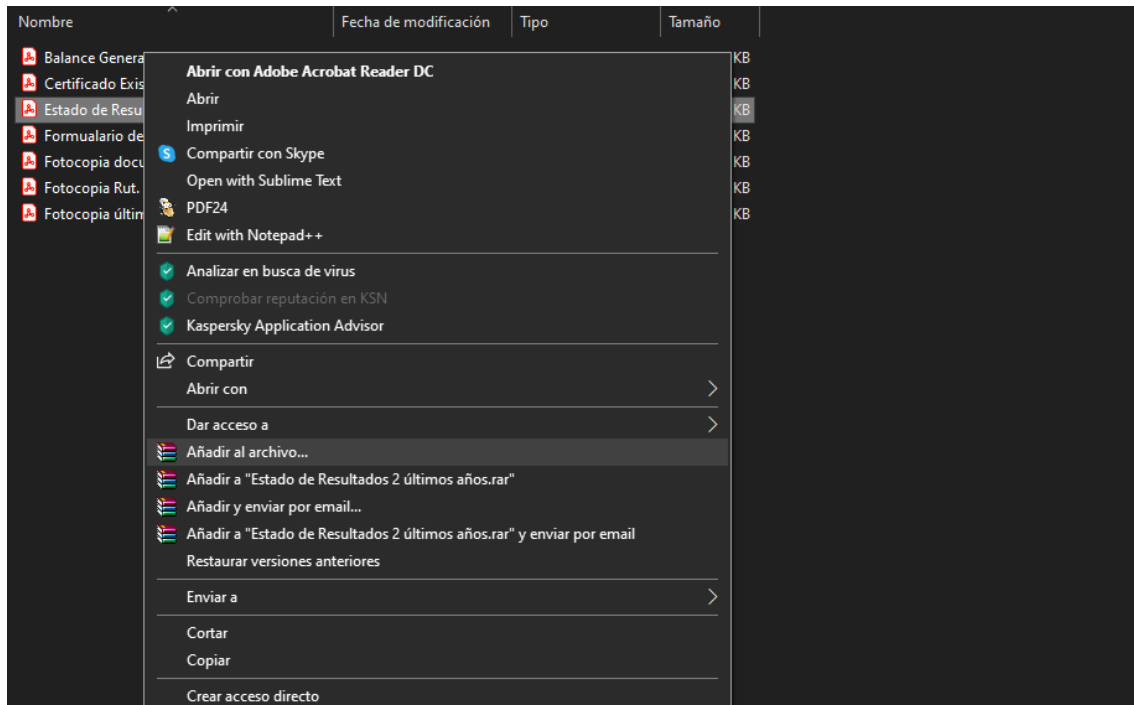 Nombre Fecha de modificación Tipo Tamaño
Balance Genera KB
Certificado Exis KB
Estado de Resu KB
Formualario de KB
Fotocopia docu KB
Fotocopia Rut. KB
Fotocopia últim KB
Abrir con Adobe Acrobat Reader DC
Abrir
Imprimir
Compartir con Skype
Open with Sublime Text
PDF24
Edit with Notepad++
Analizar en busca de virus
Comprobar reputación en KSN
Kaspersky Application Advisor
Compartir
Abrir con
Dar acceso a
Añadir al archivo...
Añadir a "Estado de Resultados 2 últimos años.rar"
Añadir y enviar por email...
Añadir a "Estado de Resultados 2 últimos años.rar" y enviar por email
Restaurar versiones anteriores
Enviar a
Cortar
Copiar
Crear acceso directo